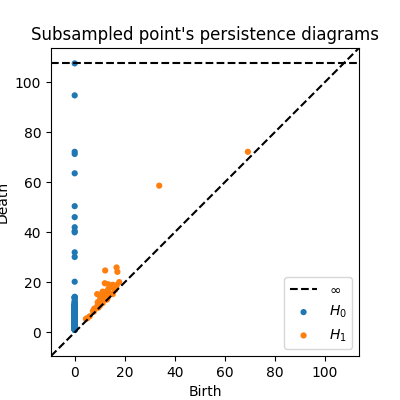 Subsampled point's persistence diagrams
100
80
60
40
20
0
Death
0 20 40 60 80 100
Birth
∞
H₀
H₁